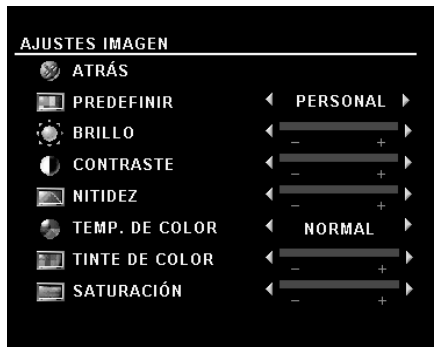 AJUSTES IMAGEN
ATRÁS
PREDEFINIR PERSONAL
BRILLO
- +
CONTRASTE
- +
NITIDEZ
- +
TEMP. DE COLOR NORMAL
TINTE DE COLOR
- +
SATURACIÓN
- +